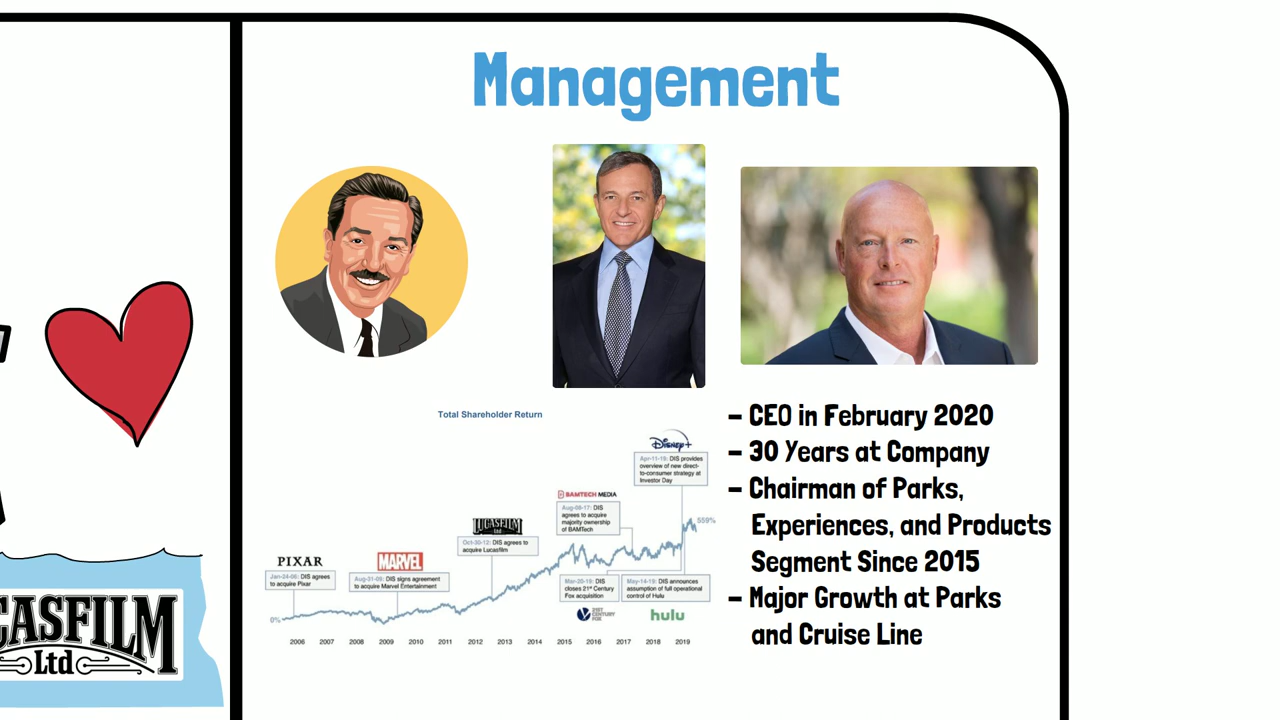 Management
Total Shareholder Return
Disney+
Apr-11-19: DIS provides
overview of new direct-
to-consumer strategy at
Investor Day
BAMTECH MEDIA
Aug-08-17: DIS
agrees to acquire
majority ownership
of BAMTech
559%
LUCASFILM
Ltd
Oct-30-12: DIS agrees to
acquire Lucasfilm
PIXAR
Jan-24-06: DIS agrees
to acquire Pixar
MARVEL
Aug-31-09: DIS signs agreement
to acquire Marvel Entertainment
Mar-20-19: DIS
closes 21st Century
Fox acquisition
May-14-19: DIS announces
assumption of full operational
control of Hulu
21ST
CENTURY
FOX
hulu
0%
2006 2007 2008 2009 2010 2011 2012 2013 2014 2015 2016 2017 2018 2019
- CEO in February 2020
- 30 Years at Company
- Chairman of Parks,
Experiences, and Products
Segment Since 2015
- Major Growth at Parks
and Cruise Line
CASFILM
Ltd